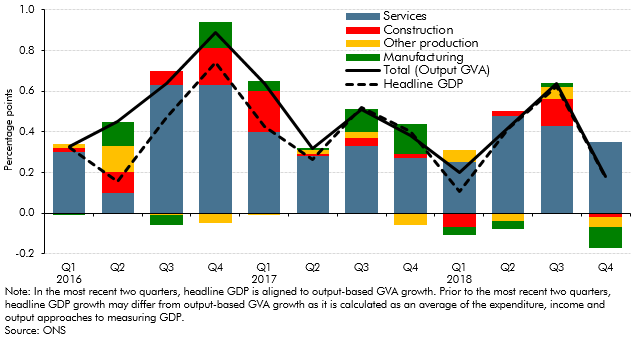 1.0
0.8
0.6
0.4
0.2
0.0
-0.2
Percentage points
Services
Construction
Other production
Manufacturing
Total (Output GVA)
Headline GDP
Q1 Q2 Q3 Q4 Q1 Q2 Q3 Q4 Q1 Q2 Q3 Q4
2016 2017 2018
Note: In the most recent two quarters, headline GDP is aligned to output-based GVA growth. Prior to the most recent two quarters,
headline GDP growth may differ from output-based GVA growth as it is calculated as an average of the expenditure, income and
output approaches to measuring GDP.
Source: ONS